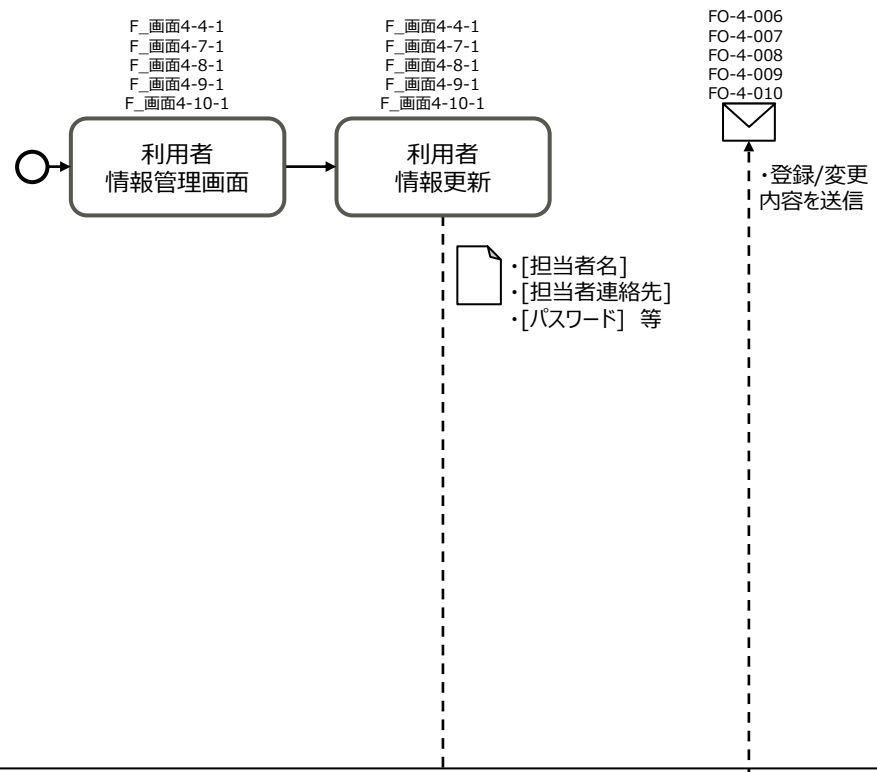 F_画面4-4-1
F_画面4-7-1
F_画面4-8-1
F_画面4-9-1
F_画面4-10-1
利用者
情報管理画面
F_画面4-4-1
F_画面4-7-1
F_画面4-8-1
F_画面4-9-1
F_画面4-10-1
利用者
情報更新
・[担当者名]
・[担当者連絡先]
・[パスワード] 等
FO-4-006
FO-4-007
FO-4-008
FO-4-009
FO-4-010
・登録/変更
内容を送信